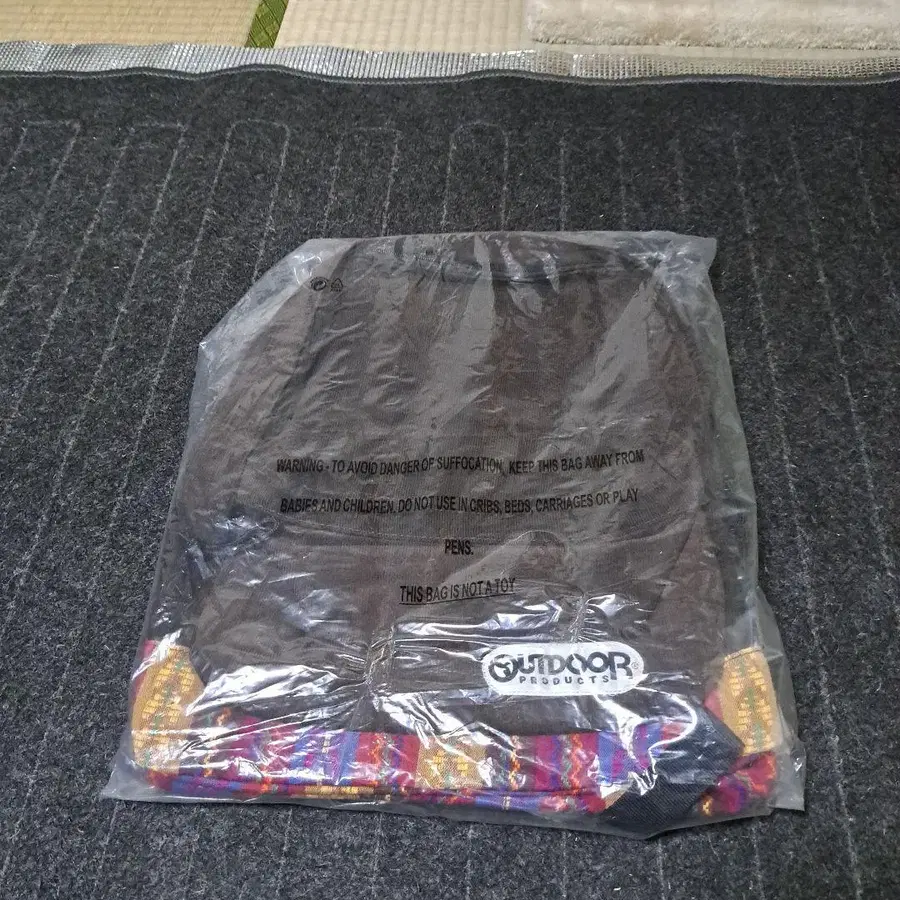 WARNING - TO AVOID DANGER OF SUFFOCATION, KEEP THIS BAG AWAY FROM
BABIES AND CHILDREN. DO NOT USE IN CRIBS, BEDS, CARRIAGES OR PLAY
PENS.
THIS BAG IS NOT A TOY
OUTDOOR®
PRODUCTS